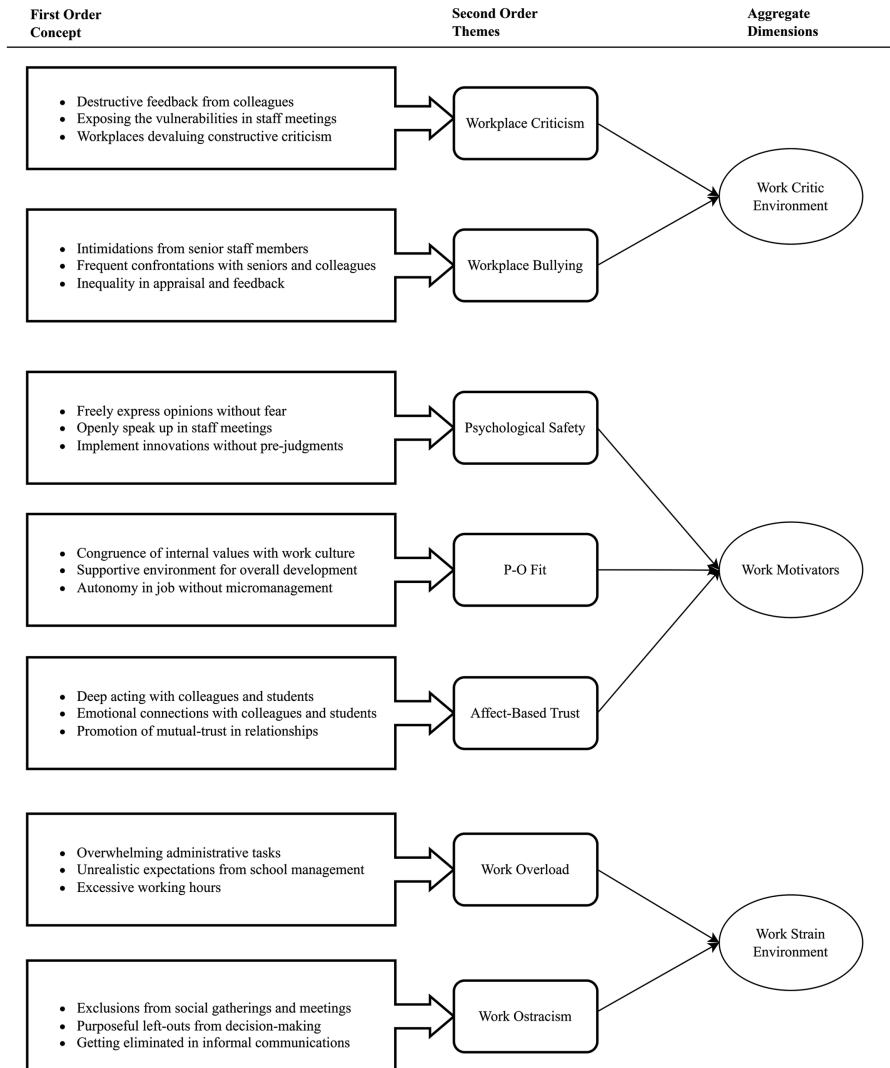 First Order
Concept
Second Order
Themes
Aggregate
Dimensions
• Destructive feedback from colleagues
• Exposing the vulnerabilities in staff meetings
• Workplaces devaluing constructive criticism
Workplace Criticism
Work Critic
Environment
• Intimidations from senior staff members
• Frequent confrontations with seniors and colleagues
• Inequality in appraisal and feedback
Workplace Bullying
• Freely express opinions without fear
• Openly speak up in staff meetings
• Implement innovations without pre-judgments
Psychological Safety
• Congruence of internal values with work culture
• Supportive environment for overall development
• Autonomy in job without micromanagement
P-O Fit
Work Motivators
• Deep acting with colleagues and students
• Emotional connections with colleagues and students
• Promotion of mutual-trust in relationships
Affect-Based Trust
• Overwhelming administrative tasks
• Unrealistic expectations from school management
• Excessive working hours
Work Overload
Work Strain
Environment
• Exclusions from social gatherings and meetings
• Purposeful left-outs from decision-making
• Getting eliminated in informal communications
Work Ostracism